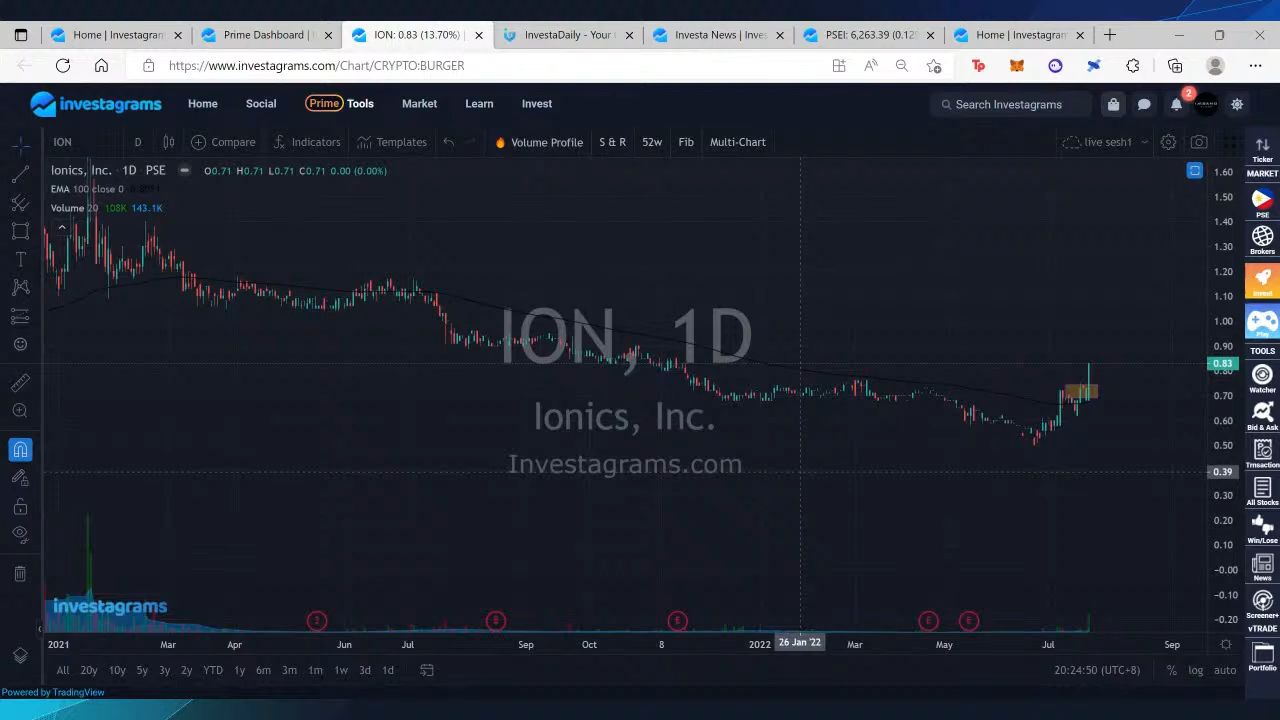 Home | Investagram
Prime Dashboard |
ION: 0.83 (13.70%)
InvestaDaily - Your
Investa News | Inves
PSEI: 6,263.39 (0.12
Home | Investagram
https://www.investagrams.com/Chart/CRYPTO:BURGER
investagrams
Home
Social
Prime Tools
Market
Learn
Invest
Search Investagrams
2
ION
D
Compare
Indicators
Templates
Volume Profile
S & R
52w
Fib
Multi-Chart
live sesh1
Ticker
MARKET
PSE
Brokers
Invest
Play
TOOLS
Watcher
Bid & Ask
Trnsaction
All Stocks
Win/Lose
News
Screener+
vTRADE
Portfolio
Ionics, Inc. · 1D PSE
O0.71 H0.71 L0.71 C0.71 0.00 (0.00%)
EMA 100 close 0
Volume 20 108K 143.1K
ION, 1D
Ionics, Inc.
Investagrams.com
1.60
1.50
1.40
1.30
1.20
1.10
1.00
0.90
0.83
0.80
0.70
0.60
0.50
0.39
0.30
0.20
0.10
−0.00
−0.10
−0.20
investagrams
E
E
E
2021 Mar Apr Jun Jul Sep Oct 8 2022 26 Jan '22 Mar May Jul Sep
All 20y 10y 5y 3y 2y YTD 1y 6m 3m 1m 1w 3d 1d
20:24:50 (UTC+8) % log auto
Powered by TradingView